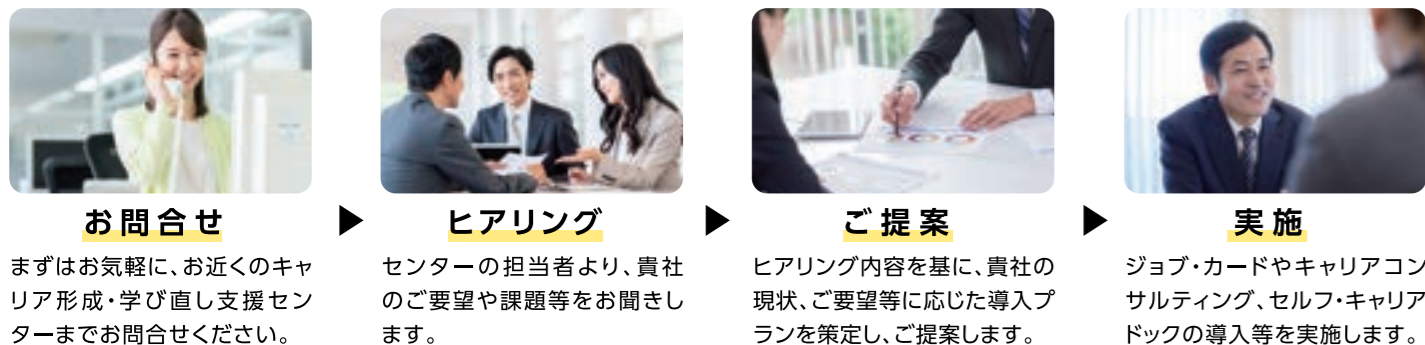 お問合せ
まずはお気軽に、お近くのキャ
リア形成・学び直し支援セン
ターまでお問合せください。
▶
ヒアリング
センターの担当者より、貴社
のご要望や課題等をお聞きし
ます。
▶
ご提案
ヒアリング内容を基に、貴社の
現状、ご要望等に応じた導入プ
ランを策定し、ご提案します。
▶
実施
ジョブ・カードやキャリアコン
サルティング、セルフ・キャリア
ドックの導入等を実施します。